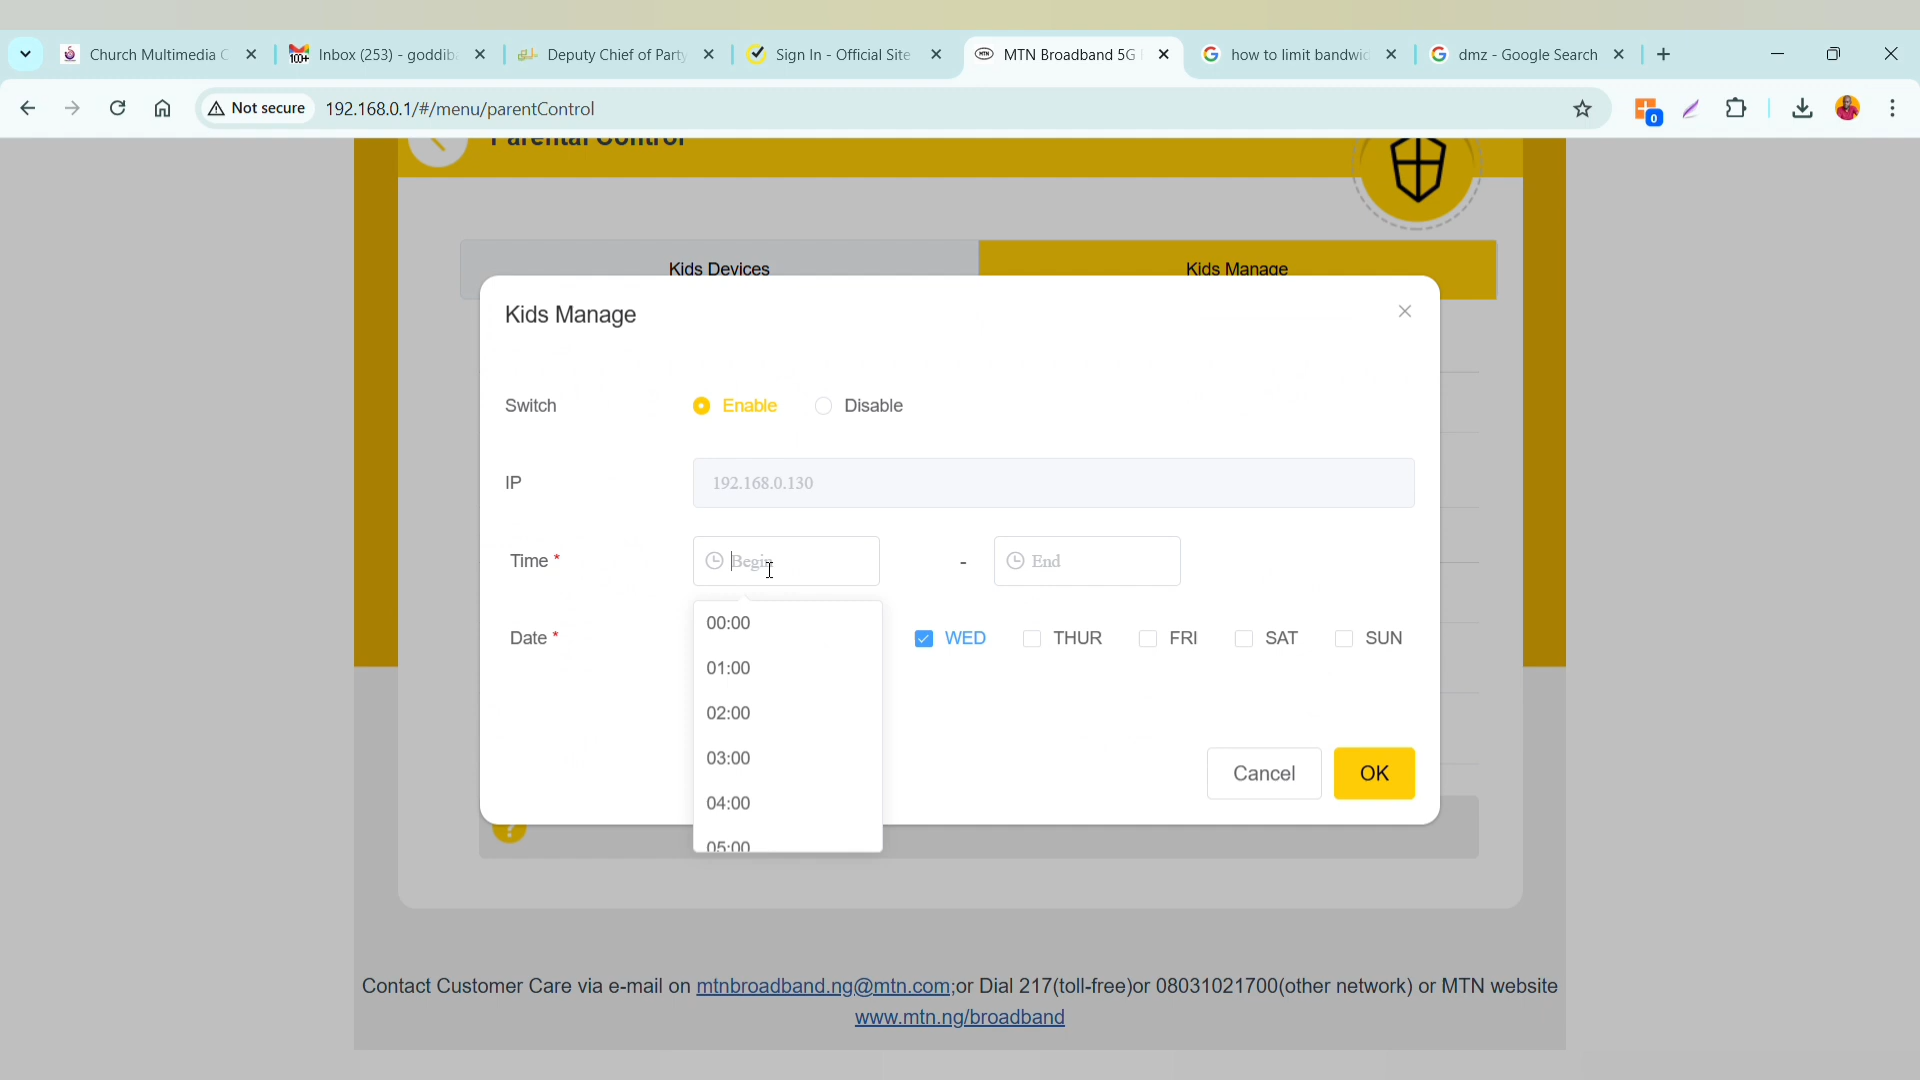 Church Multimedia C
100+
Inbox (253) - goddib
Deputy Chief of Party
Sign In - Official Site
MTN Broadband 5G
how to limit bandwid
dmz - Google Search
Not secure
192.168.0.1/#/menu/parentControl
0
Parental Control
Kids Devices
Kids Manage
Kids Manage
Switch
Enable
Disable
IP
192.168.0.130
Time *
Begin
-
End
00:00
Date *
WED
THUR
FRI
SAT
SUN
01:00
02:00
03:00
04:00
05:00
Cancel
OK
?
Contact Customer Care via e-mail on mtnbroadband.ng@mtn.com;or Dial 217(toll-free)or 08031021700(other network) or MTN website
www.mtn.ng/broadband